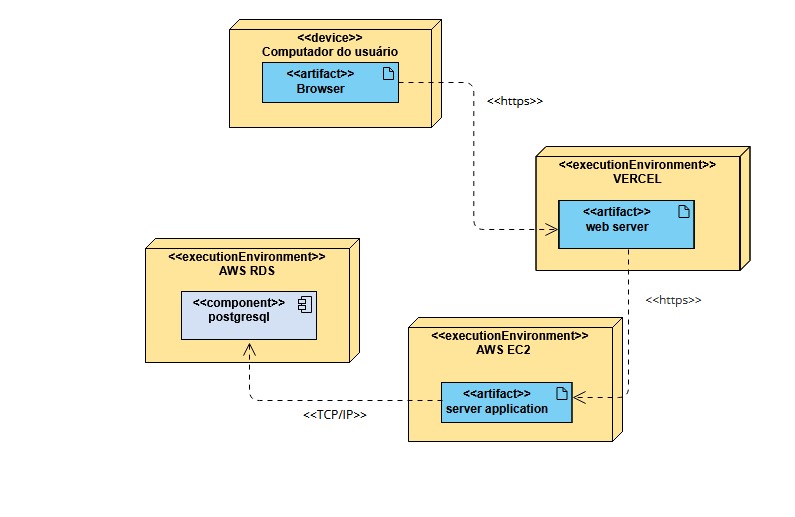 <<device>>
Computador do usuário
<<artifact>>
Browser
<<https>>
<<executionEnvironment>>
VERCEL
<<artifact>>
web server
<<https>>
<<executionEnvironment>>
AWS RDS
<<component>>
postgresql
<<executionEnvironment>>
AWS EC2
<<artifact>>
server application
<<TCP/IP>>